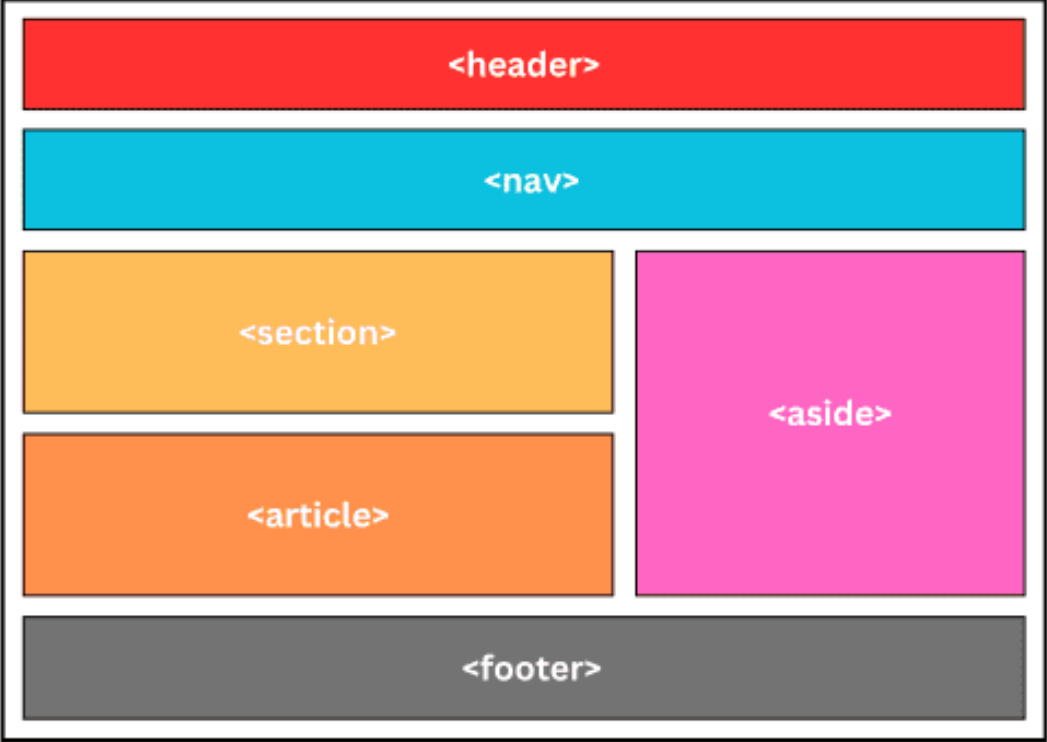 <header>
<nav>
<section>
<article>
<aside>
<footer>